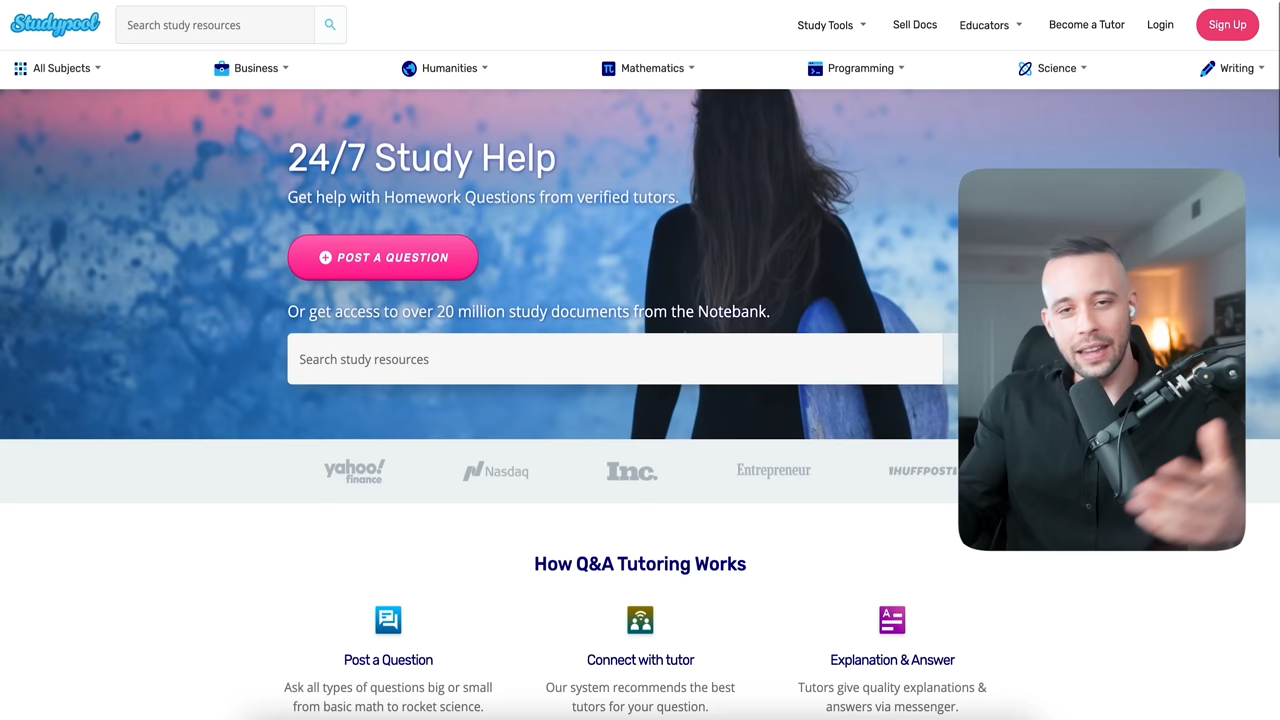 Studypool
Search study resources
Study Tools
Sell Docs
Educators
Become a Tutor
Login
Sign Up
All Subjects
Business
Humanities
Mathematics
Programming
Science
Writing
24/7 Study Help
Get help with Homework Questions from verified tutors.
POST A QUESTION
Or get access to over 20 million study documents from the Notebank.
Search study resources
yahoo!
finance
Nasdaq
Inc.
Entrepreneur
IHUFFPOSTI
How Q&A Tutoring Works
Post a Question
Ask all types of questions big or small
from basic math to rocket science.
Connect with tutor
Our system recommends the best
tutors for your question.
Explanation & Answer
Tutors give quality explanations &
answers via messenger.